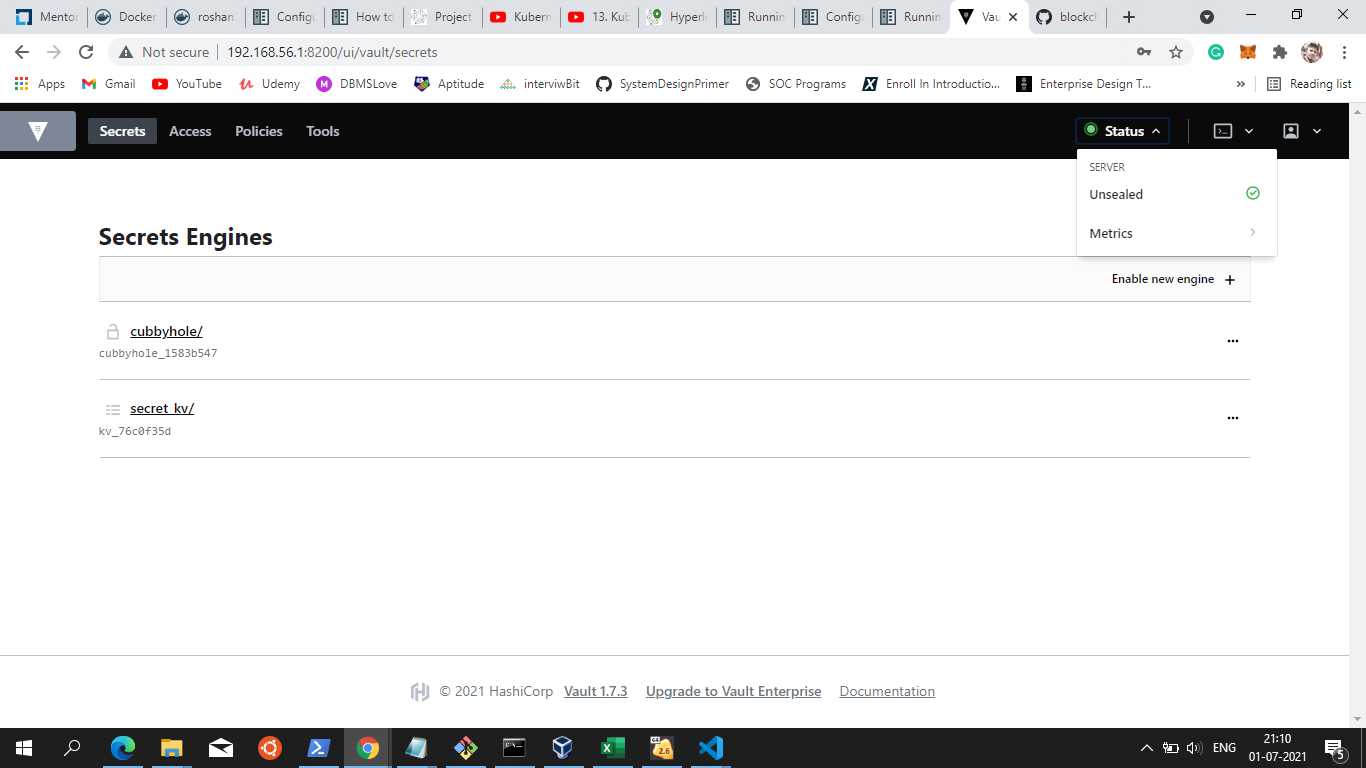 Mentor
Docker
roshan
Configu
How to
Project
Kubern
13. Kub
Hyperle
Runnin
Configu
Runnin
Vau
blockch
Not secure
192.168.56.1:8200/ui/vault/secrets
Apps
Gmail
YouTube
Udemy
DBMSLove
Aptitude
interviwBit
SystemDesignPrimer
SOC Programs
Enroll In Introductio...
Enterprise Design T...
»
Reading list
Secrets
Access
Policies
Tools
Status
SERVER
Unsealed
Metrics
Secrets Engines
Enable new engine +
cubbyhole/
cubbyhole_1583b547
secret_kv/
kv_76c0f35d
© 2021 HashiCorp Vault 1.7.3 Upgrade to Vault Enterprise Documentation
ENG
21:10
01-07-2021
5